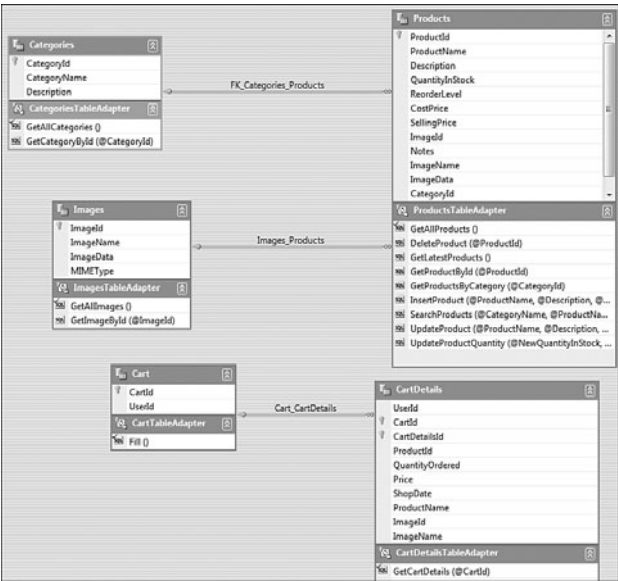 Categories
CategoryId
CategoryName
Description
CategoriesTableAdapter
GetAllCategories ()
GetCategoryById (@CategoryId)
FK_Categories_Products
Products
ProductId
ProductName
Description
QuantityInStock
ReorderLevel
CostPrice
SellingPrice
ImageId
Notes
ImageName
ImageData
CategoryId
ProductsTableAdapter
GetAllProducts ()
DeleteProduct (@ProductId)
GetLatestProducts ()
GetProductById (@ProductId)
GetProductsByCategory (@CategoryId)
InsertProduct (@ProductName, @Description, @...
SearchProducts (@CategoryName, @ProductNa...
UpdateProduct (@ProductName, @Description, ...
UpdateProductQuantity (@NewQuantityInStock, ...
Images
ImageId
ImageName
ImageData
MIMEType
ImagesTableAdapter
GetAllImages ()
GetImageById (@ImageId)
Images_Products
Cart
CartId
UserId
CartTableAdapter
Fill ()
Cart_CartDetails
CartDetails
UserId
CartId
CartDetailsId
ProductId
QuantityOrdered
Price
ShopDate
ProductName
ImageId
ImageName
CartDetailsTableAdapter
GetCartDetails (@CartId)